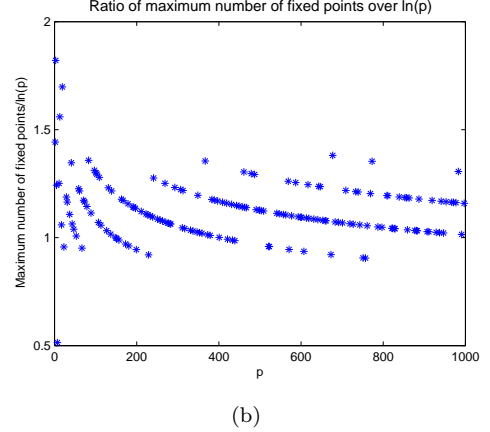 Ratio of maximum number of fixed points over ln(p)
Maximum number of fixed points/ln(p)
2
1.5
1
0.5
0
200
400
600
800
1000
p
(b)